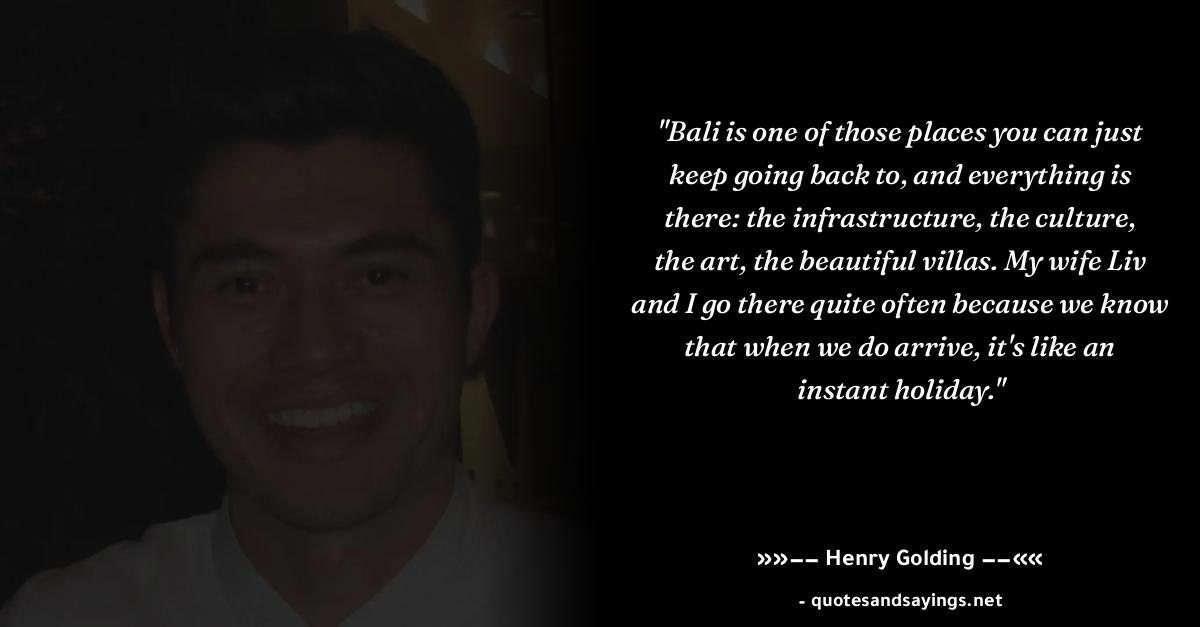 "Bali is one of those places you can just
keep going back to, and everything is
there: the infrastructure, the culture,
the art, the beautiful villas. My wife Liv
and I go there quite often because we know
that when we do arrive, it's like an
instant holiday."
»»−− Henry Golding −−««
- quotesandsayings.net